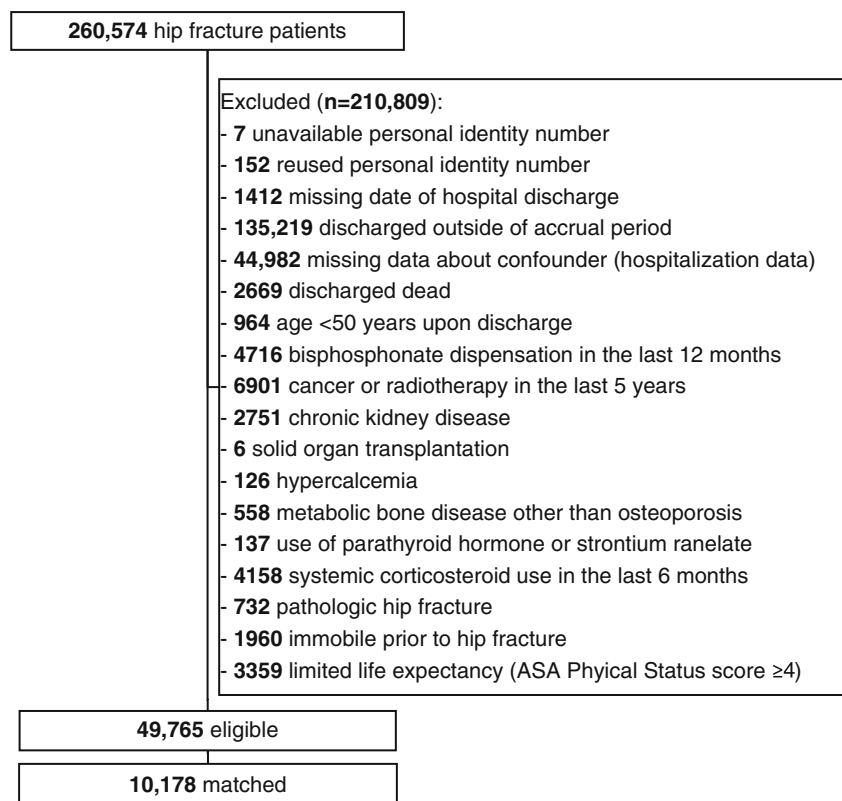 260,574 hip fracture patients
Excluded (n=210,809):
- 7 unavailable personal identity number
- 152 reused personal identity number
- 1412 missing date of hospital discharge
- 135,219 discharged outside of accrual period
- 44,982 missing data about confounder (hospitalization data)
- 2669 discharged dead
- 964 age <50 years upon discharge
- 4716 bisphosphonate dispensation in the last 12 months
- 6901 cancer or radiotherapy in the last 5 years
- 2751 chronic kidney disease
- 6 solid organ transplantation
- 126 hypercalcemia
- 558 metabolic bone disease other than osteoporosis
- 137 use of parathyroid hormone or strontium ranelate
- 4158 systemic corticosteroid use in the last 6 months
- 732 pathologic hip fracture
- 1960 immobile prior to hip fracture
- 3359 limited life expectancy (ASA Phyical Status score ≥4)
49,765 eligible
10,178 matched